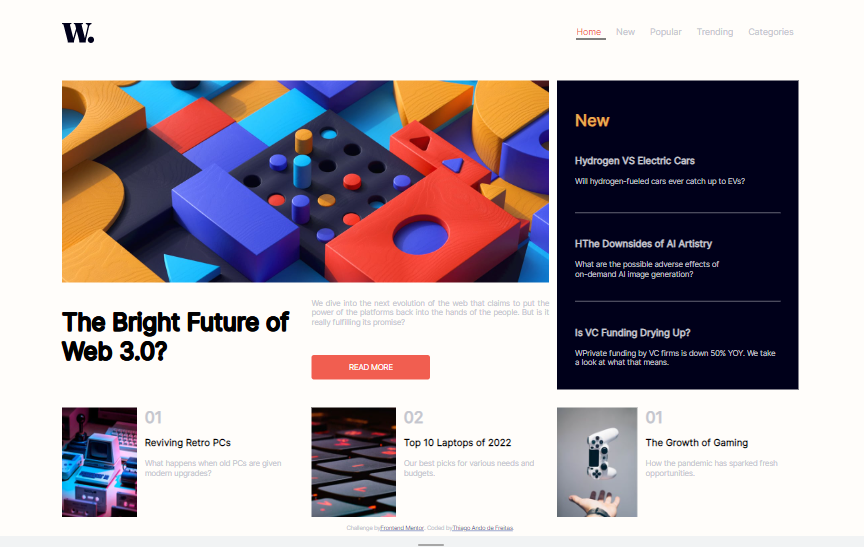 W.
Home New Popular Trending Categories
New
Hydrogen VS Electric Cars
Will hydrogen-fueled cars ever catch up to EVs?
HThe Downsides of AI Artistry
What are the possible adverse effects of
on-demand AI image generation?
Is VC Funding Drying Up?
WPrivate funding by VC firms is down 50% YOY. We take
a look at what that means.
The Bright Future of
Web 3.0?
We dive into the next evolution of the web that claims to put the
power of the platforms back into the hands of the people. But is it
really fulfilling its promise?
READ MORE
01
Reviving Retro PCs
What happens when old PCs are given
modern upgrades?
02
Top 10 Laptops of 2022
Our best picks for various needs and
budgets.
01
The Growth of Gaming
How the pandemic has sparked fresh
opportunities.
Challenge by Frontend Mentor. Coded by Thiago Ando de Freitas.